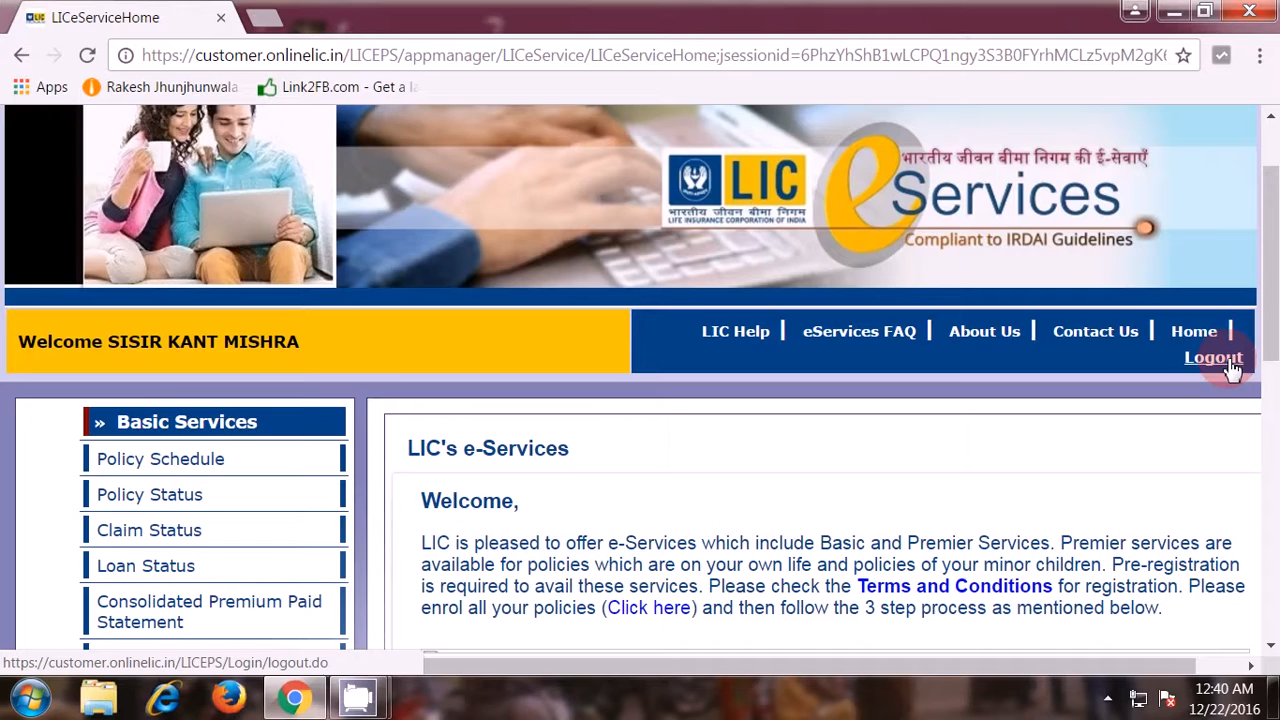 LICeServiceHome
https://customer.onlinelic.in/LICEPS/appmanager/LICeService/LICeServiceHome;jsessionid=6PhzYhShB1wLCPQ1ngy3S3B0FYrhMCLz5vpM2gK
Apps
Rakesh Jhunjhunwala
Link2FB.com - Get a
LIC
भारतीय जीवन बीमा निगम
LIFE INSURANCE CORPORATION OF INDIA
भारतीय जीवन बीमा निगम की ई-सेवाएँ
eServices
Compliant to IRDAI Guidelines
Welcome SISIR KANT MISHRA
LIC Help | eServices FAQ | About Us | Contact Us | Home |
Logout
» Basic Services
Policy Schedule
Policy Status
Claim Status
Loan Status
Consolidated Premium Paid
Statement
LIC's e-Services
Welcome,
LIC is pleased to offer e-Services which include Basic and Premier Services. Premier services are
available for policies which are on your own life and policies of your minor children. Pre-registration
is required to avail these services. Please check the Terms and Conditions for registration. Please
enrol all your policies (Click here) and then follow the 3 step process as mentioned below.
https://customer.onlinelic.in/LICEPS/Login/logout.do
12:40 AM
12/22/2016